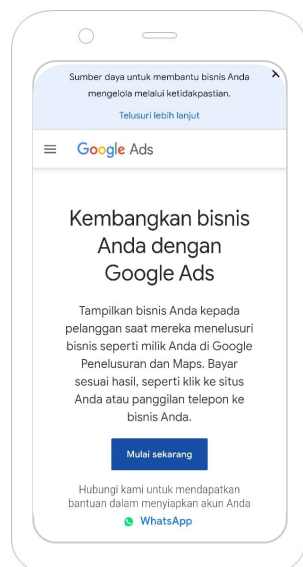 Sumber daya untuk membantu bisnis Anda
mengelola melalui ketidakpastian.
Telusuri lebih lanjut
Google Ads
Kembangkan bisnis
Anda dengan
Google Ads
Tampilkan bisnis Anda kepada
pelanggan saat mereka menelusuri
bisnis seperti milik Anda di Google
Penelusuran dan Maps. Bayar
sesuai hasil, seperti klik ke situs
Anda atau panggilan telepon ke
bisnis Anda.
Mulai sekarang
Hubungi kami untuk mendapatkan
bantuan dalam menyiapkan akun Anda
WhatsApp